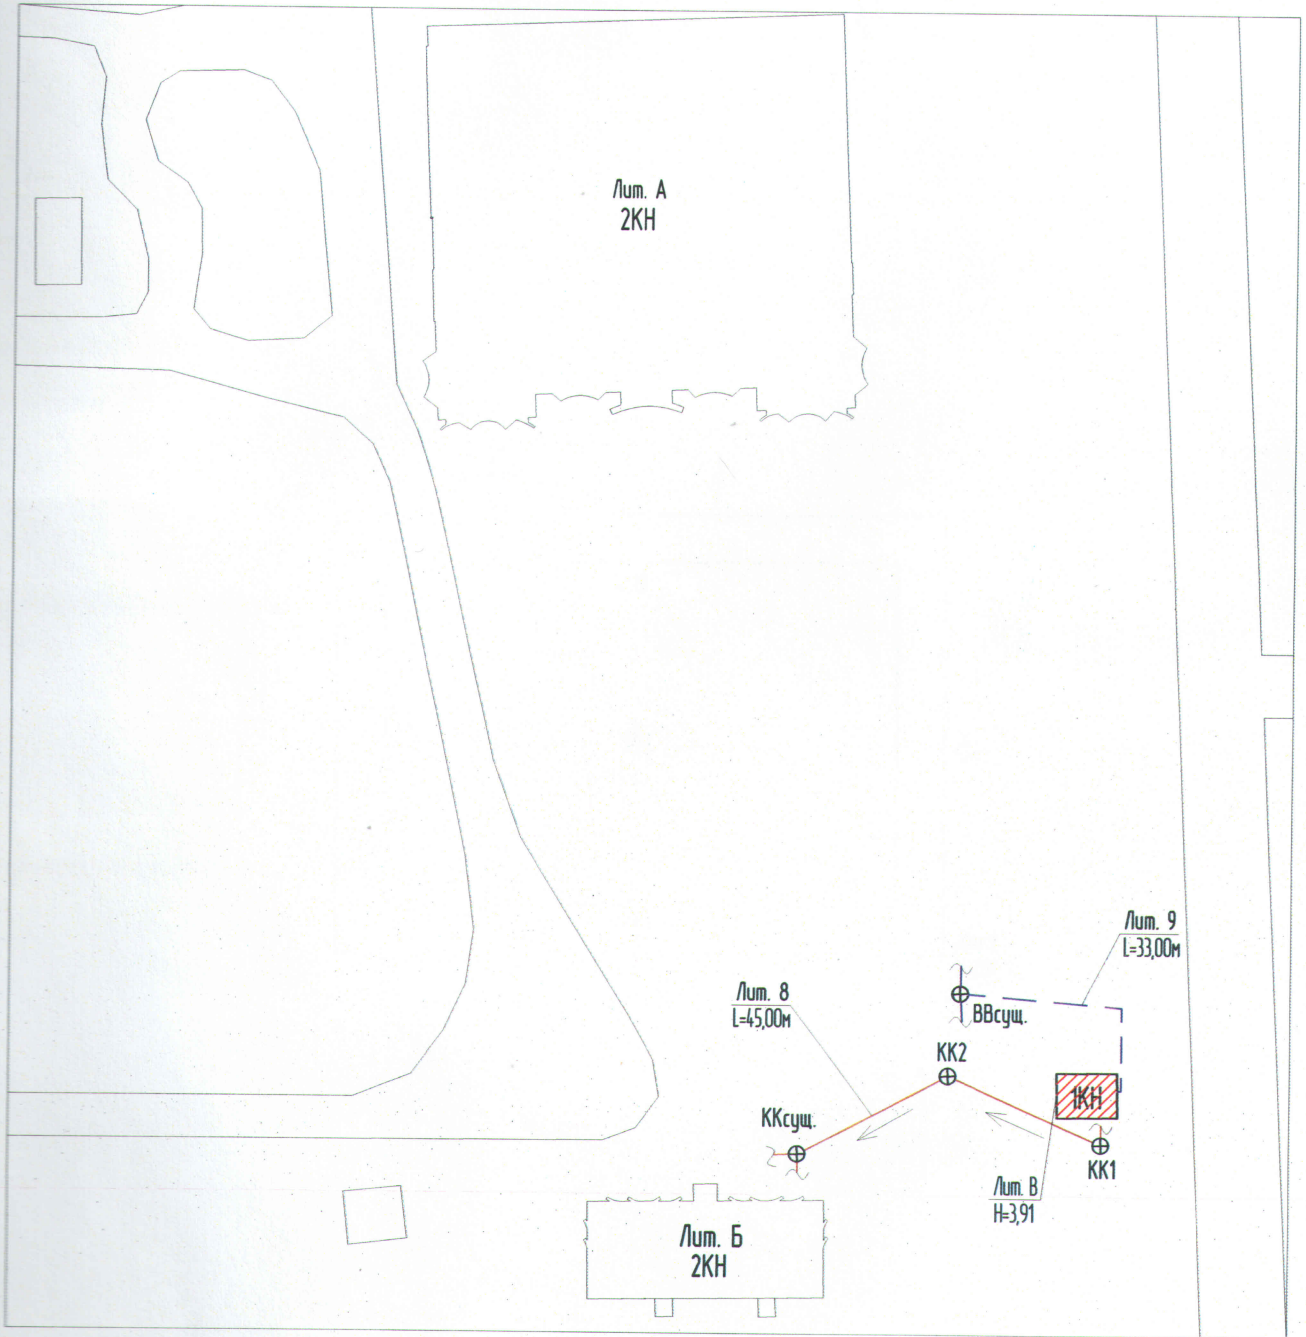 Лит. А
2КН
Лит. 9
L=33,00м
Лит. 8
L=45,00м
ВВсущ.
КК2
1КН
ККсущ.
КК1
Лит. В
Н=3,91
Лит. Б
2КН